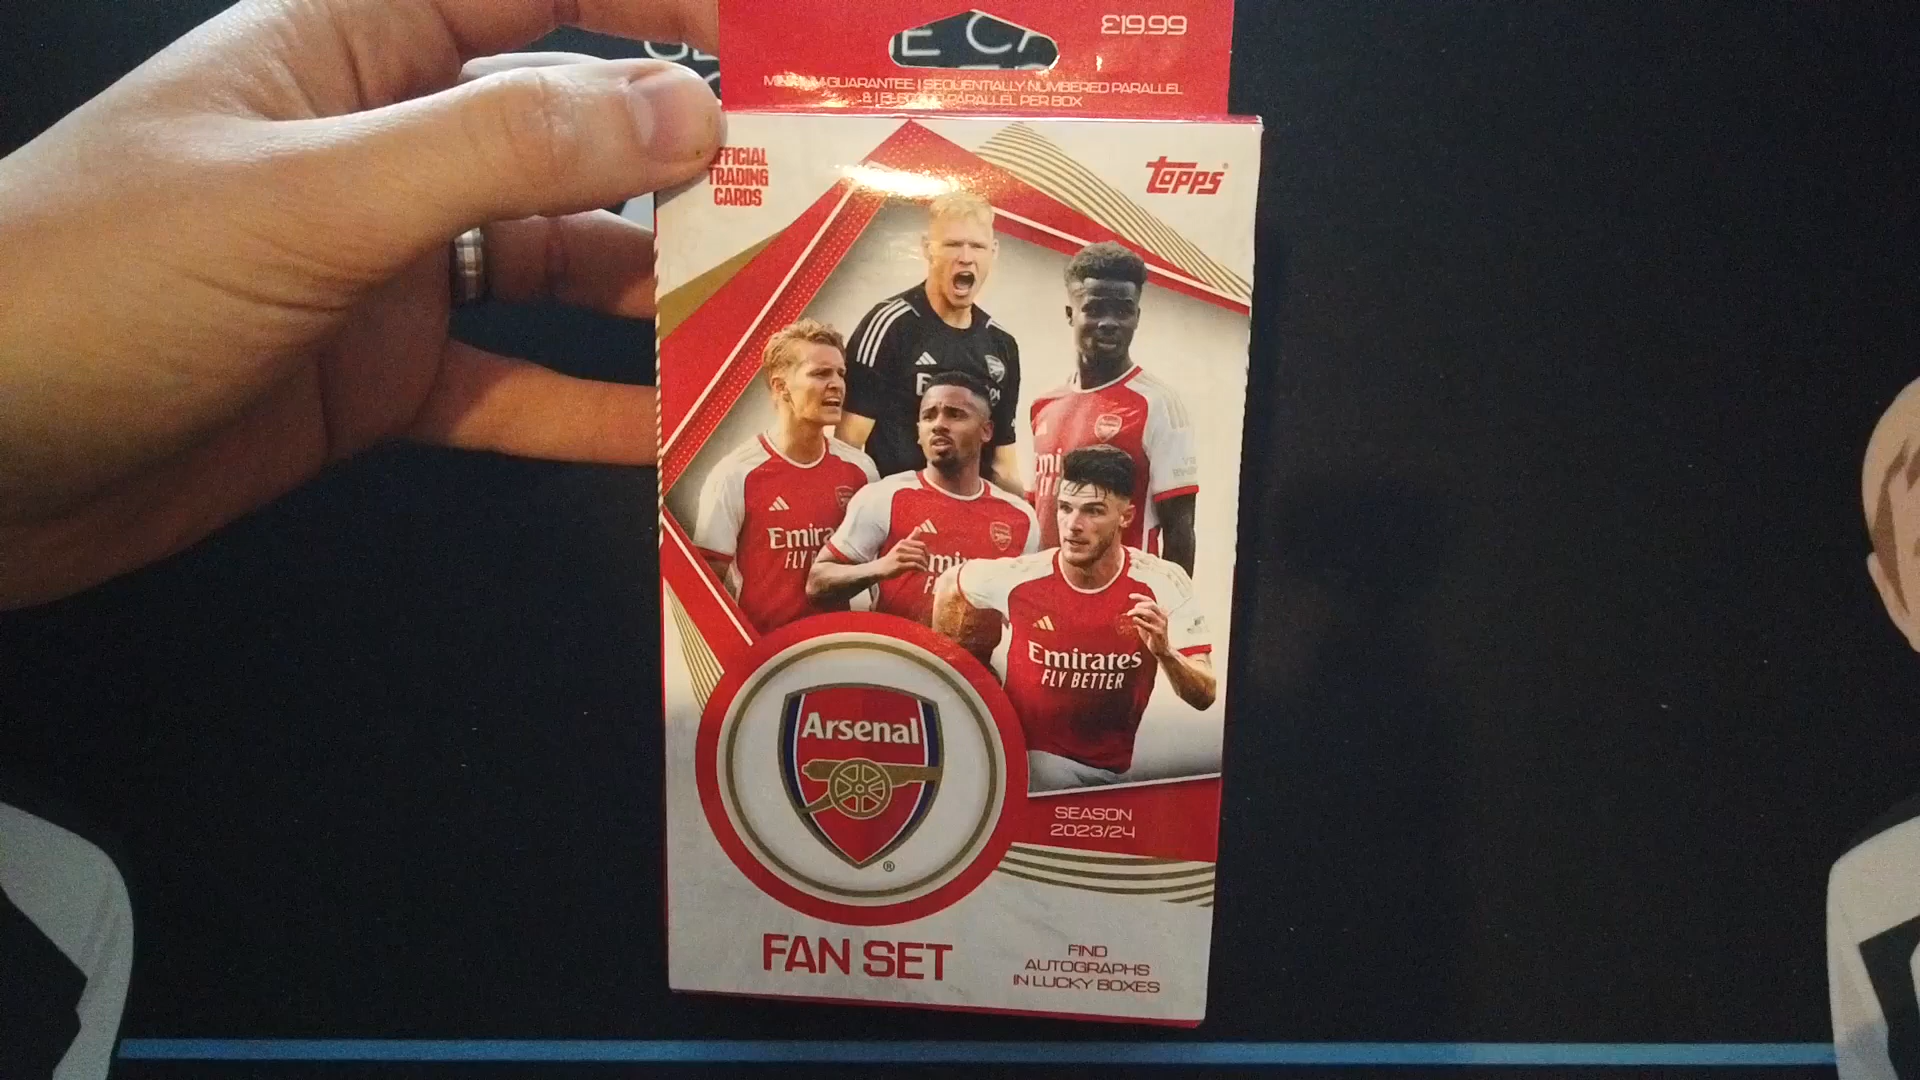 £19.99
GUARANTEE 1 SEQUENTIALLY NUMBERED PARALLEL
PARALLEL PER BOX
OFFICIAL
TRADING
CARDS
topps
Emirates
FLY BETTER
Arsenal
®
SEASON
2023/24
FAN SET
FIND
AUTOGRAPHS
IN LUCKY BOXES